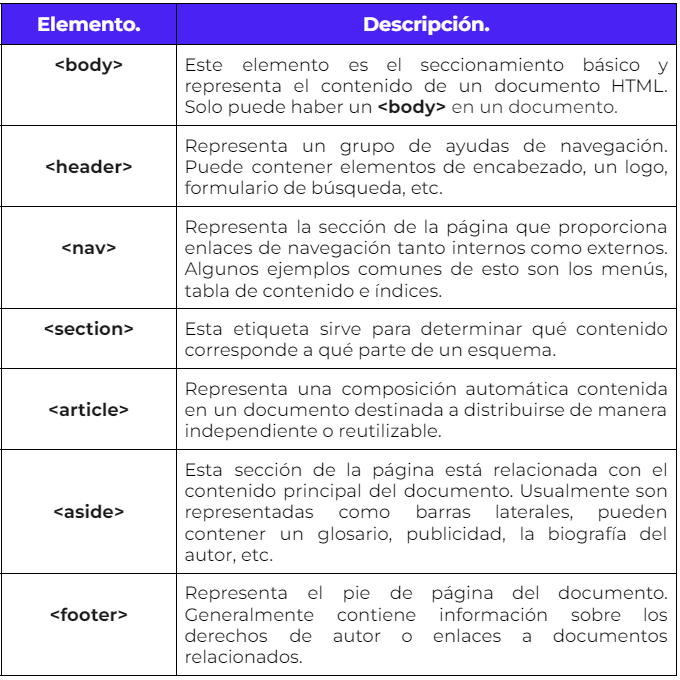 Elemento.
Descripción.
<body>
Este elemento es el seccionamiento básico y
representa el contenido de un documento HTML.
Solo puede haber un <body> en un documento.
<header>
Representa un grupo de ayudas de navegación.
Puede contener elementos de encabezado, un logo,
formulario de búsqueda, etc.
<nav>
Representa la sección de la página que proporciona
enlaces de navegación tanto internos como externos.
Algunos ejemplos comunes de esto son los menús,
tabla de contenido e índices.
<section>
Esta etiqueta sirve para determinar qué contenido
corresponde a qué parte de un esquema.
<article>
Representa una composición automática contenida
en un documento destinada a distribuirse de manera
independiente o reutilizable.
<aside>
Esta sección de la página está relacionada con el
contenido principal del documento. Usualmente son
representadas como barras laterales, pueden
contener un glosario, publicidad, la biografía del
autor, etc.
<footer>
Representa el pie de página del documento.
Generalmente contiene información sobre los
derechos de autor o enlaces a documentos
relacionados.